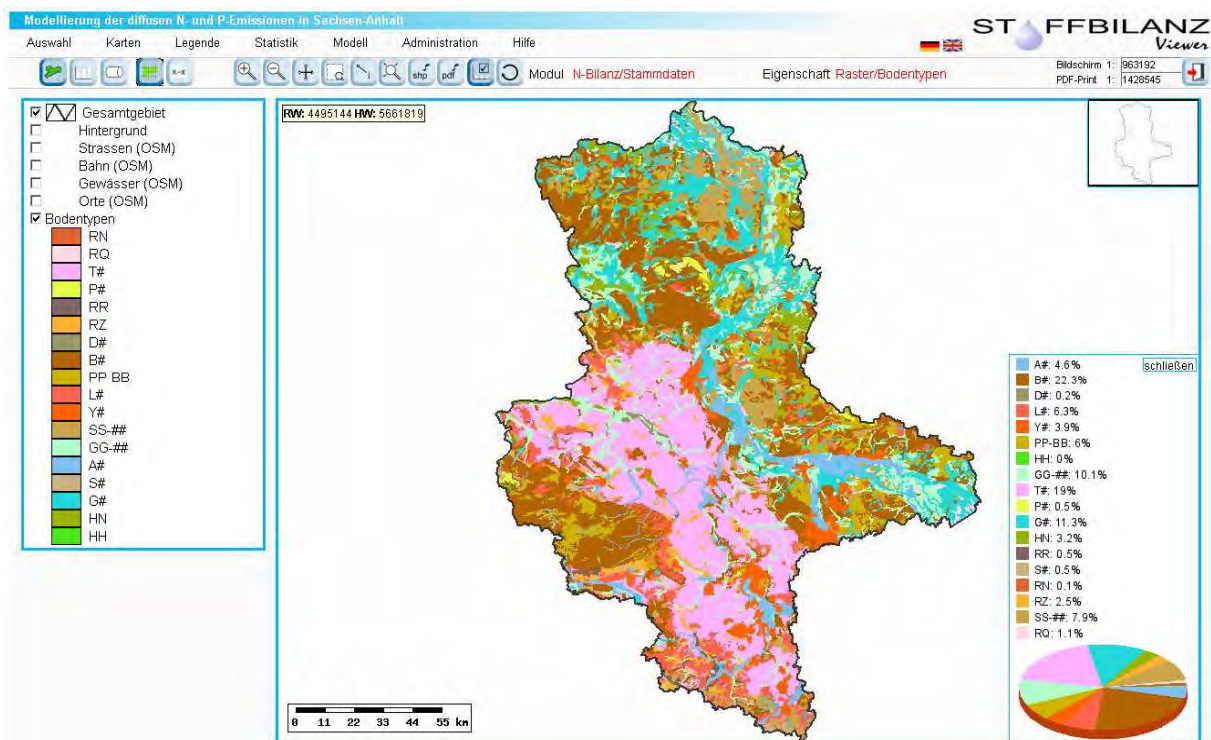 Modellierung der diffusen N- und P-Emissionen in Sachsen-Anhalt
STOFFBILANZ
Viewer
Auswahl Karten Legende Statistik Modell Administration Hilfe
shp pdf Modul N-Bilanz/Stammdaten Eigenschaft Raster/Bodentypen
Bildschirm 1: 963192
PDF-Print 1: 1428545
Gesamtgebiet
Hintergrund
Strassen (OSM)
Bahn (OSM)
Gewässer (OSM)
Orte (OSM)
Bodentypen
RN
RQ
T#
P#
RR
RZ
D#
B#
PP-BB
L#
Y#
SS-##
GG-##
A#
S#
G#
HN
HH
RW: 4495144 HW: 5661819
0 11 22 33 44 55 km
schließen
A#: 4.6%
B#: 22.3%
D#: 0.2%
L#: 6.3%
Y#: 3.9%
PP-BB: 6%
HH: 0%
GG-##: 10.1%
T#: 19%
P#: 0.5%
G#: 11.3%
HN: 3.2%
RR: 0.5%
S#: 0.5%
RN: 0.1%
RZ: 2.5%
SS-##: 7.9%
RQ: 1.1%